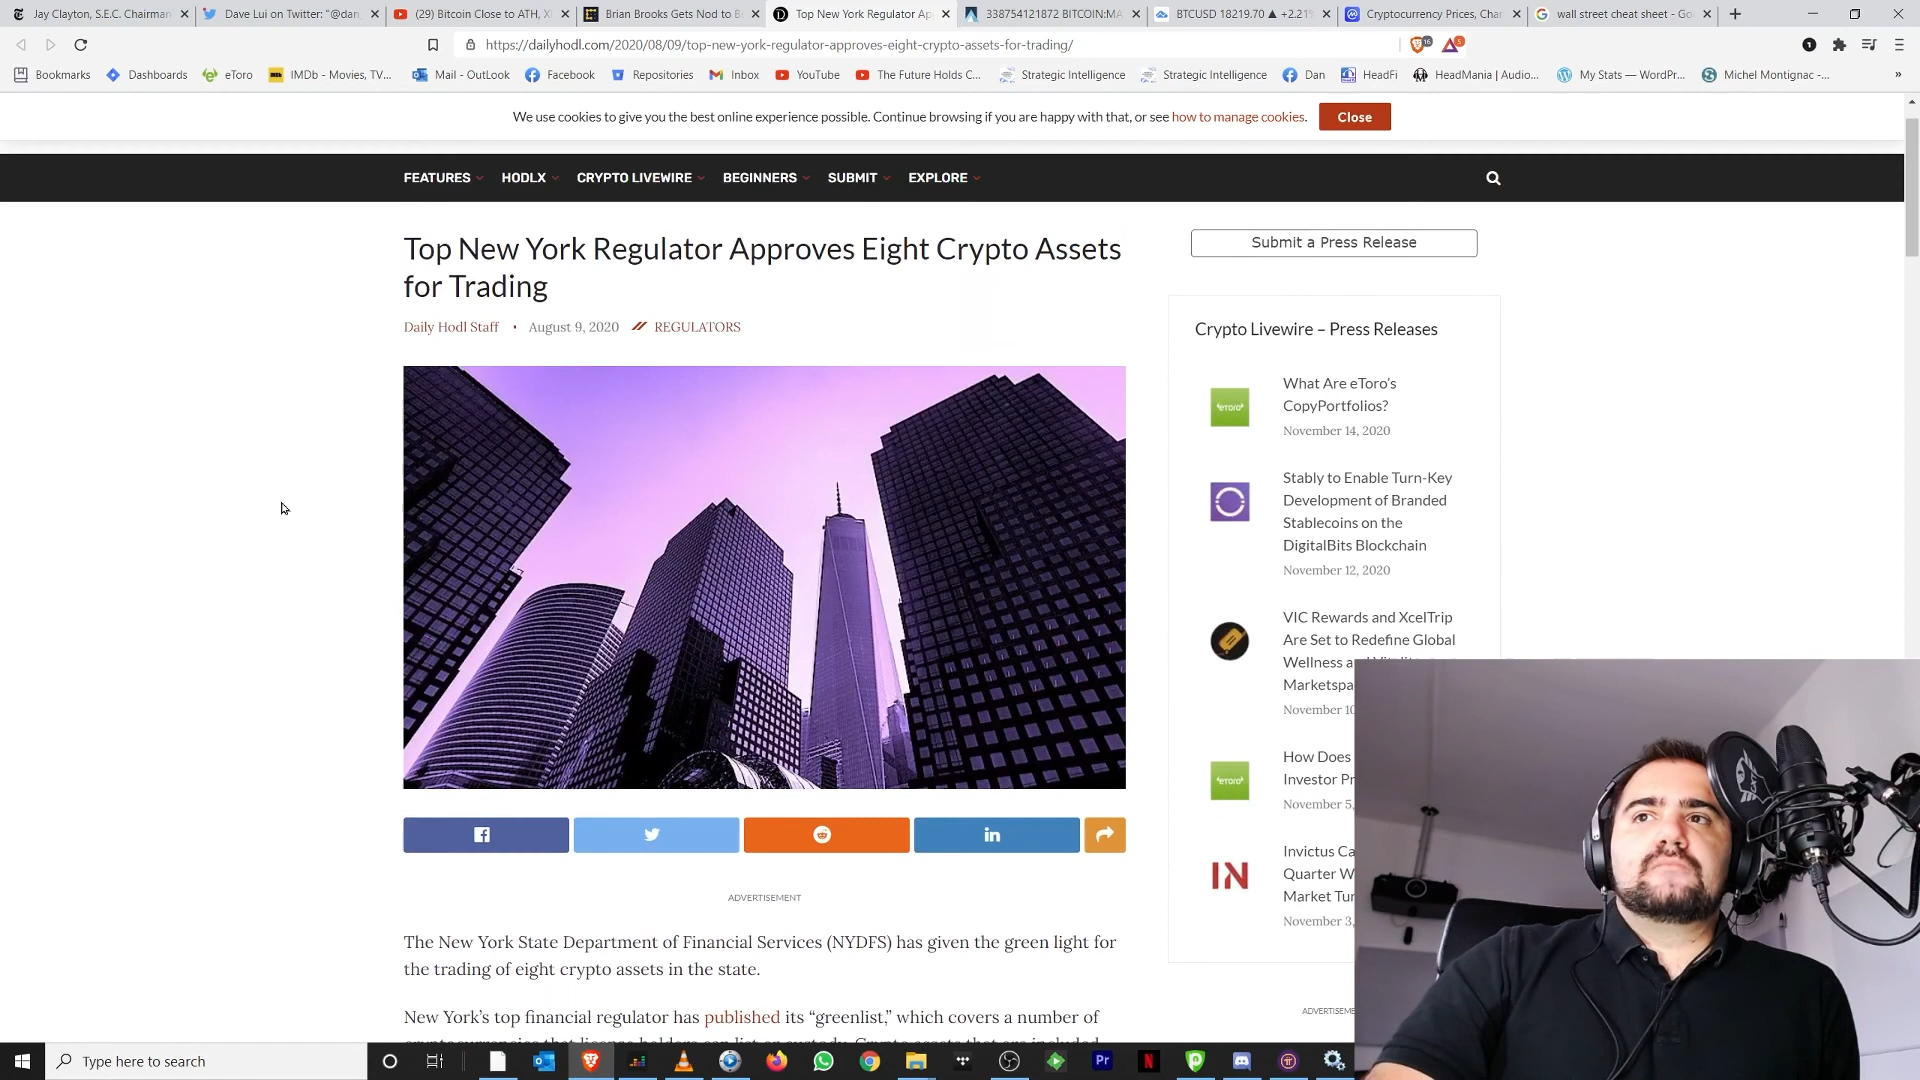 Jay Clayton, S.E.C. Chairman
Dave Lui on Twitter: "@dan
(29) Bitcoin Close to ATH, X
Brian Brooks Gets Nod to B
Top New York Regulator Ap
338754121872 BITCOIN:MA
BTCUSD 18219.70 ▲ +2.21%
Cryptocurrency Prices, Cha
wall street cheat sheet - Go
https://dailyhodl.com/2020/08/09/top-new-york-regulator-approves-eight-crypto-assets-for-trading/
Bookmarks
Dashboards
eToro
IMDb - Movies, TV...
Mail - OutLook
Facebook
Repositories
Inbox
YouTube
The Future Holds C...
Strategic Intelligence
Strategic Intelligence
Dan
HeadFi
HeadMania | Audio...
My Stats — WordPr...
Michel Montignac -...
We use cookies to give you the best online experience possible. Continue browsing if you are happy with that, or see how to manage cookies.
Close
FEATURES
HODLX
CRYPTO LIVEWIRE
BEGINNERS
SUBMIT
EXPLORE
Top New York Regulator Approves Eight Crypto Assets
for Trading
Daily Hodl Staff • August 9, 2020 REGULATORS
ADVERTISEMENT
The New York State Department of Financial Services (NYDFS) has given the green light for
the trading of eight crypto assets in the state.
New York's top financial regulator has published its “greenlist,” which covers a number of
Submit a Press Release
Crypto Livewire – Press Releases
What Are eToro's
CopyPortfolios?
November 14, 2020
Stably to Enable Turn-Key
Development of Branded
Stablecoins on the
DigitalBits Blockchain
November 12, 2020
VIC Rewards and XcelTrip
Are Set to Redefine Global
Wellness a
Marketspa
November 10
How Does
Investor Pr
November 5,
Invictus Ca
Quarter W
Market Tur
November 3,
ADVERTISEME
Type here to search